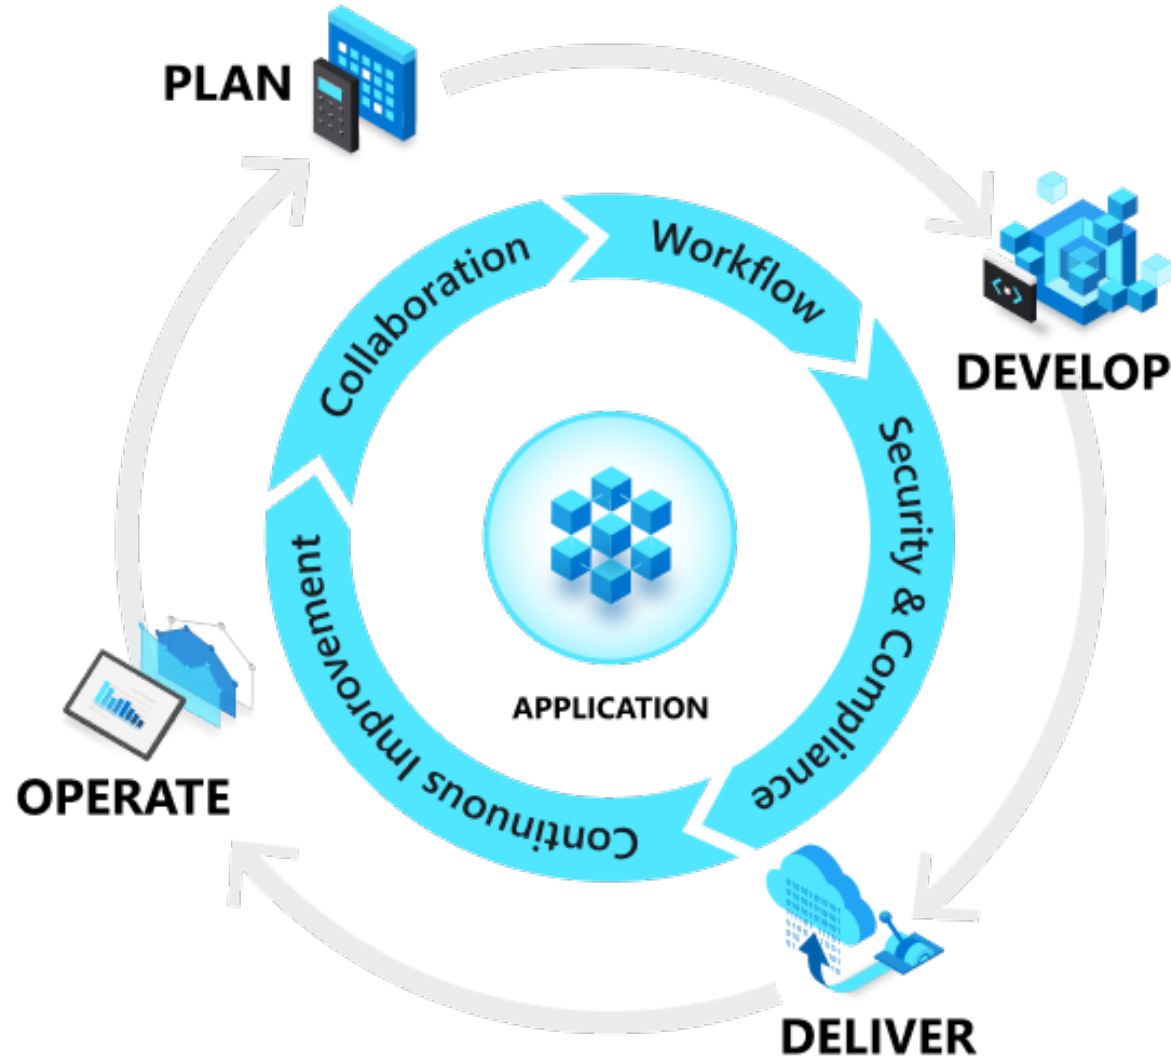 PLAN
DEVELOP
DELIVER
OPERATE
Collaboration
Workflow
Security & Compliance
Continuous Improvement
APPLICATION